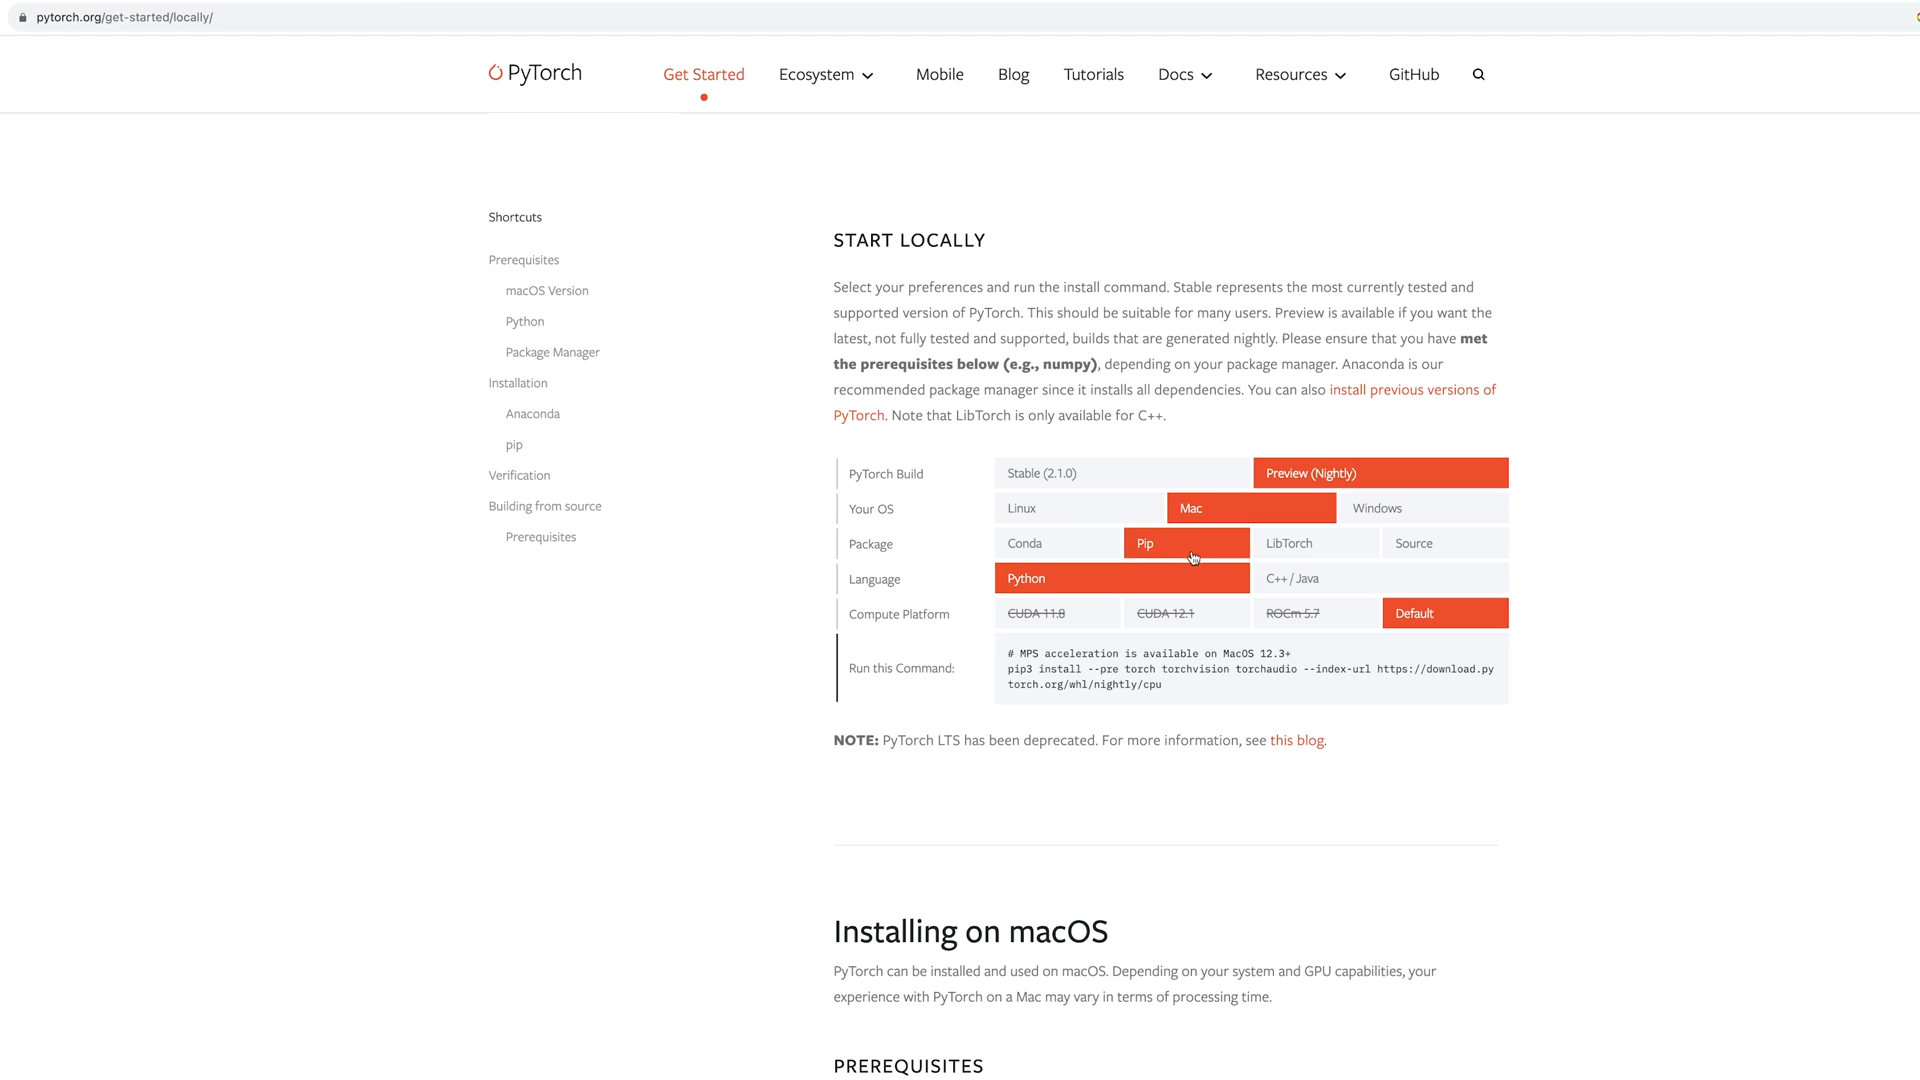 pytorch.org/get-started/locally/
PyTorch
Get Started
Ecosystem
Mobile
Blog
Tutorials
Docs
Resources
GitHub
Shortcuts
Prerequisites
macOS Version
Python
Package Manager
Installation
Anaconda
pip
Verification
Building from source
Prerequisites
START LOCALLY
Select your preferences and run the install command. Stable represents the most currently tested and
supported version of PyTorch. This should be suitable for many users. Preview is available if you want the
latest, not fully tested and supported, builds that are generated nightly. Please ensure that you have met
the prerequisites below (e.g., numpy), depending on your package manager. Anaconda is our
recommended package manager since it installs all dependencies. You can also install previous versions of
PyTorch. Note that LibTorch is only available for C++.
PyTorch Build
Stable (2.1.0)
Preview (Nightly)
Your OS
Linux
Mac
Windows
Package
Conda
Pip
LibTorch
Source
Language
Python
C++ / Java
Compute Platform
CUDA 11.8
CUDA 12.1
ROCm 5.7
Default
Run this Command:
# MPS acceleration is available on MacOS 12.3+
pip3 install --pre torch torchvision torchaudio --index-url https://download.py
torch.org/whl/nightly/cpu
NOTE: PyTorch LTS has been deprecated. For more information, see this blog.
Installing on macOS
PyTorch can be installed and used on macOS. Depending on your system and GPU capabilities, your
experience with PyTorch on a Mac may vary in terms of processing time.
PREREQUISITES